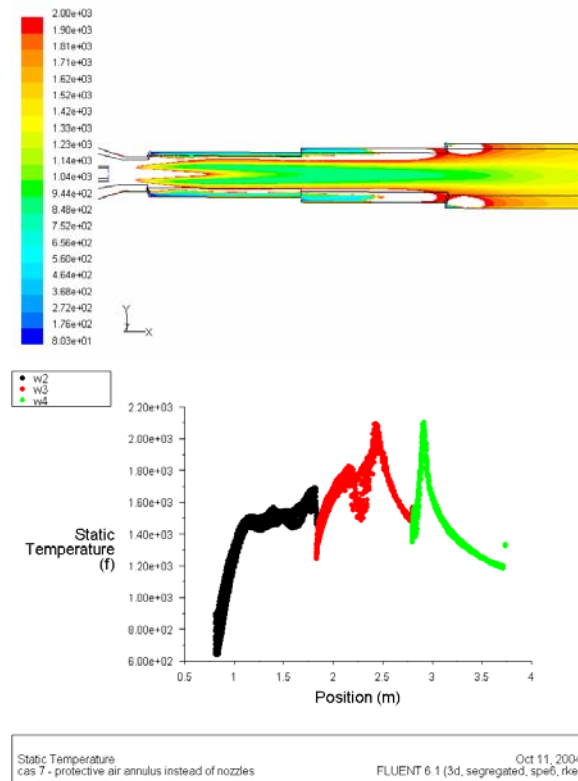 2.00e+03
1.90e+03
1.81e+03
1.71e+03
1.62e+03
1.52e+03
1.42e+03
1.33e+03
1.23e+03
1.14e+03
1.04e+03
9.44e+02
8.48e+02
7.52e+02
5.56e+02
4.60e+02
4.64e+02
3.68e+02
2.72e+02
1.76e+02
8.03e+01
Y
Z
X
w2
w3
w4
2.20e+03
2.00e+03
1.80e+03
1.60e+03
1.40e+03
1.20e+03
1.00e+03
8.00e+02
6.00e+02
Static
Temperature
(f)
0.5
1
1.5
2
2.5
3
3.5
4
Position (m)
Static Temperature
Oct 11, 2004
cas 7 - protective air annulus instead of nozzles
FLUENT 6.1 (3d, segregated, spe6, rke